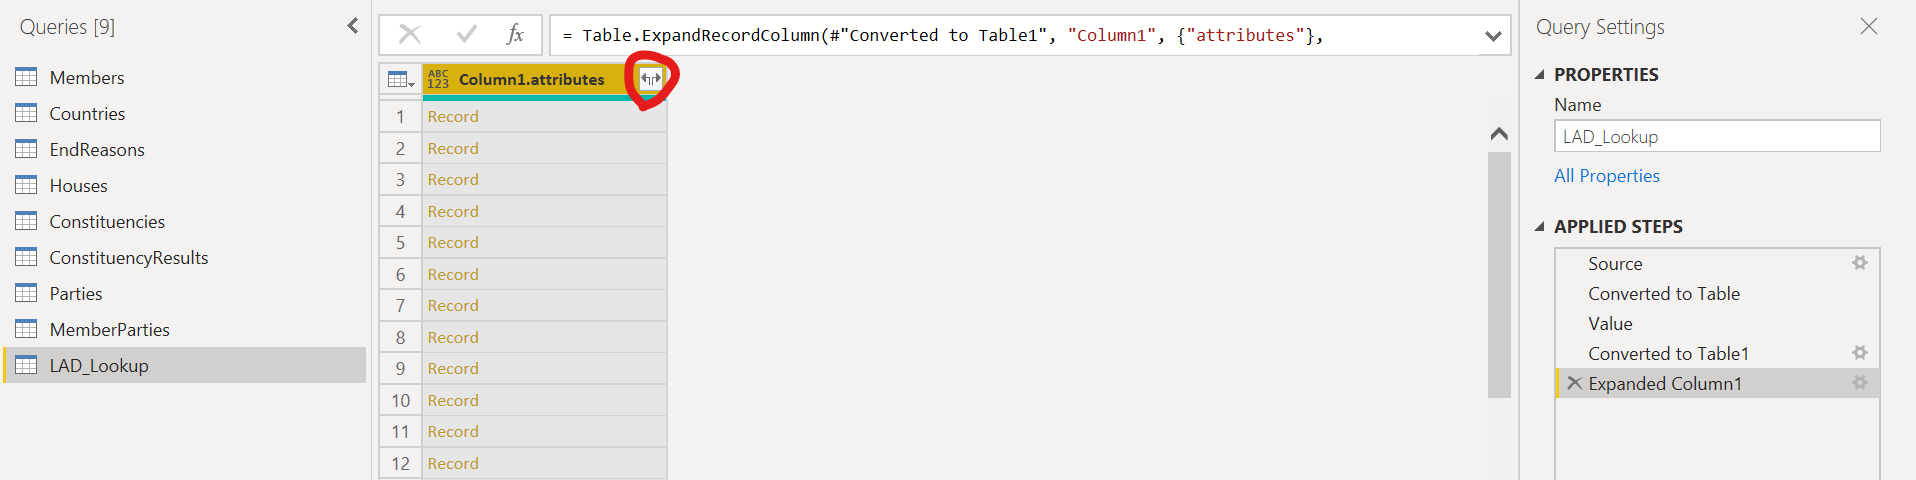 Queries [9]
Members
Countries
EndReasons
Houses
Constituencies
ConstituencyResults
Parties
MemberParties
LAD_Lookup
fx
= Table.ExpandRecordColumn(#"Converted to Table1", "Column1", {"attributes"},
ABC
123
Column1.attributes
1 Record
2 Record
3 Record
4 Record
5 Record
6 Record
7 Record
8 Record
9 Record
10 Record
11 Record
12 Record
Query Settings
PROPERTIES
Name
LAD_Lookup
All Properties
APPLIED STEPS
Source
Converted to Table
Value
Converted to Table1
Expanded Column1